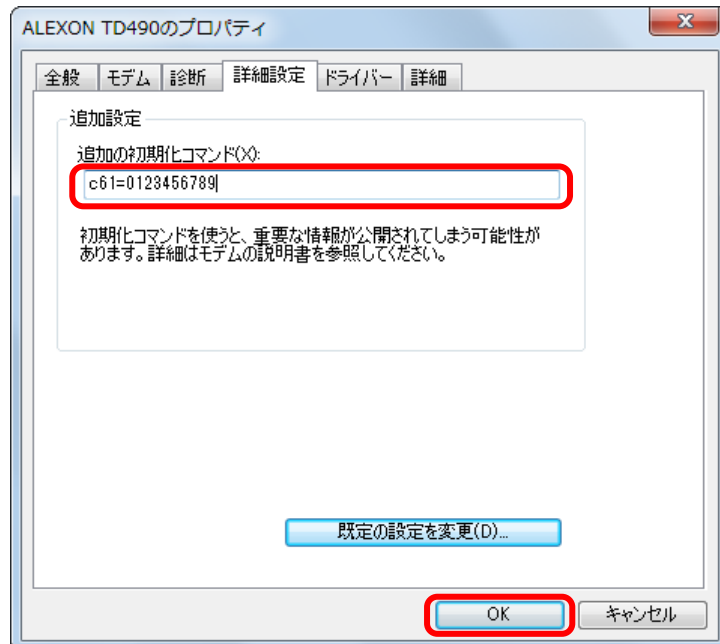 ALEXON TD490のプロパティ
全般 モデム 診断 詳細設定 ドライバー 詳細
追加設定
追加の初期化コマンド(X):
c61=0123456789
初期化コマンドを使うと、重要な情報が公開されてしまう可能性が
あります。詳細はモデムの説明書を参照してください。
既定の設定を変更(D)...
OK キャンセル